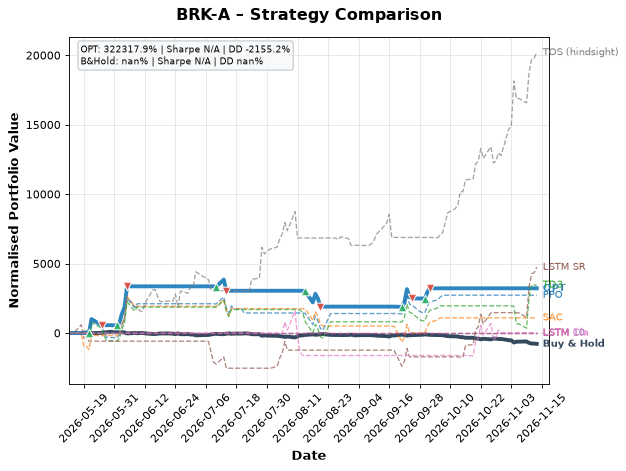 BRK-A – Strategy Comparison
OPT: 322317.9% | Sharpe N/A | DD -2155.2%
B&Hold: nan% | Sharpe N/A | DD nan%
Normalised Portfolio Value
20000
15000
10000
5000
0
TOS (hindsight)
LSTM SR
OPT
PPO
SAC
LSTM
Buy & Hold
2026-05-19
2026-05-31
2026-06-12
2026-06-24
2026-07-06
2026-07-18
2026-07-30
2026-08-11
2026-08-23
2026-09-04
2026-09-16
2026-09-28
2026-10-10
2026-10-22
2026-11-03
2026-11-15
Date